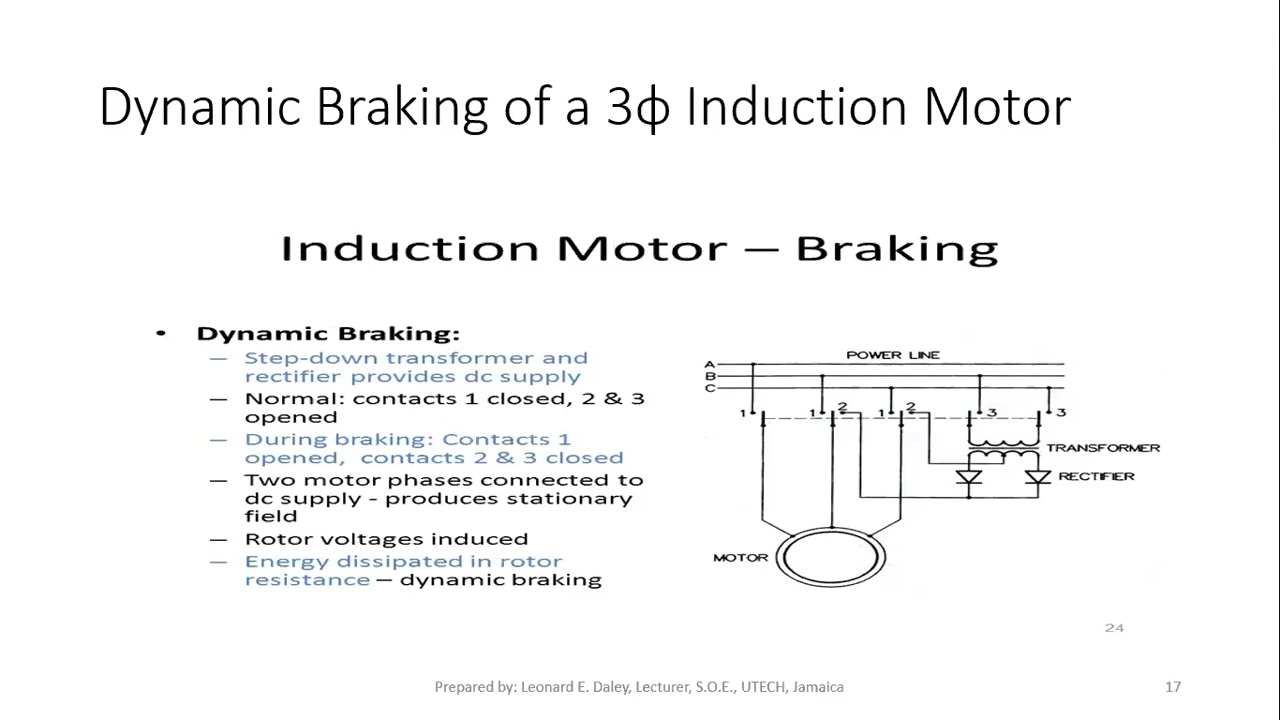 Dynamic Braking of a 3ϕ Induction Motor
Induction Motor – Braking
• Dynamic Braking:
– Step-down transformer and
rectifier provides dc supply
– Normal: contacts 1 closed, 2 & 3
opened
– During braking: Contacts 1
opened, contacts 2 & 3 closed
– Two motor phases connected to
dc supply - produces stationary
field
– Rotor voltages induced
– Energy dissipated in rotor
resistance – dynamic braking
POWER LINE
A
B
C
1 1 2 1 2 3 3
TRANSFORMER
RECTIFIER
MOTOR
24
Prepared by: Leonard E. Daley, Lecturer, S.O.E., UTECH, Jamaica
17